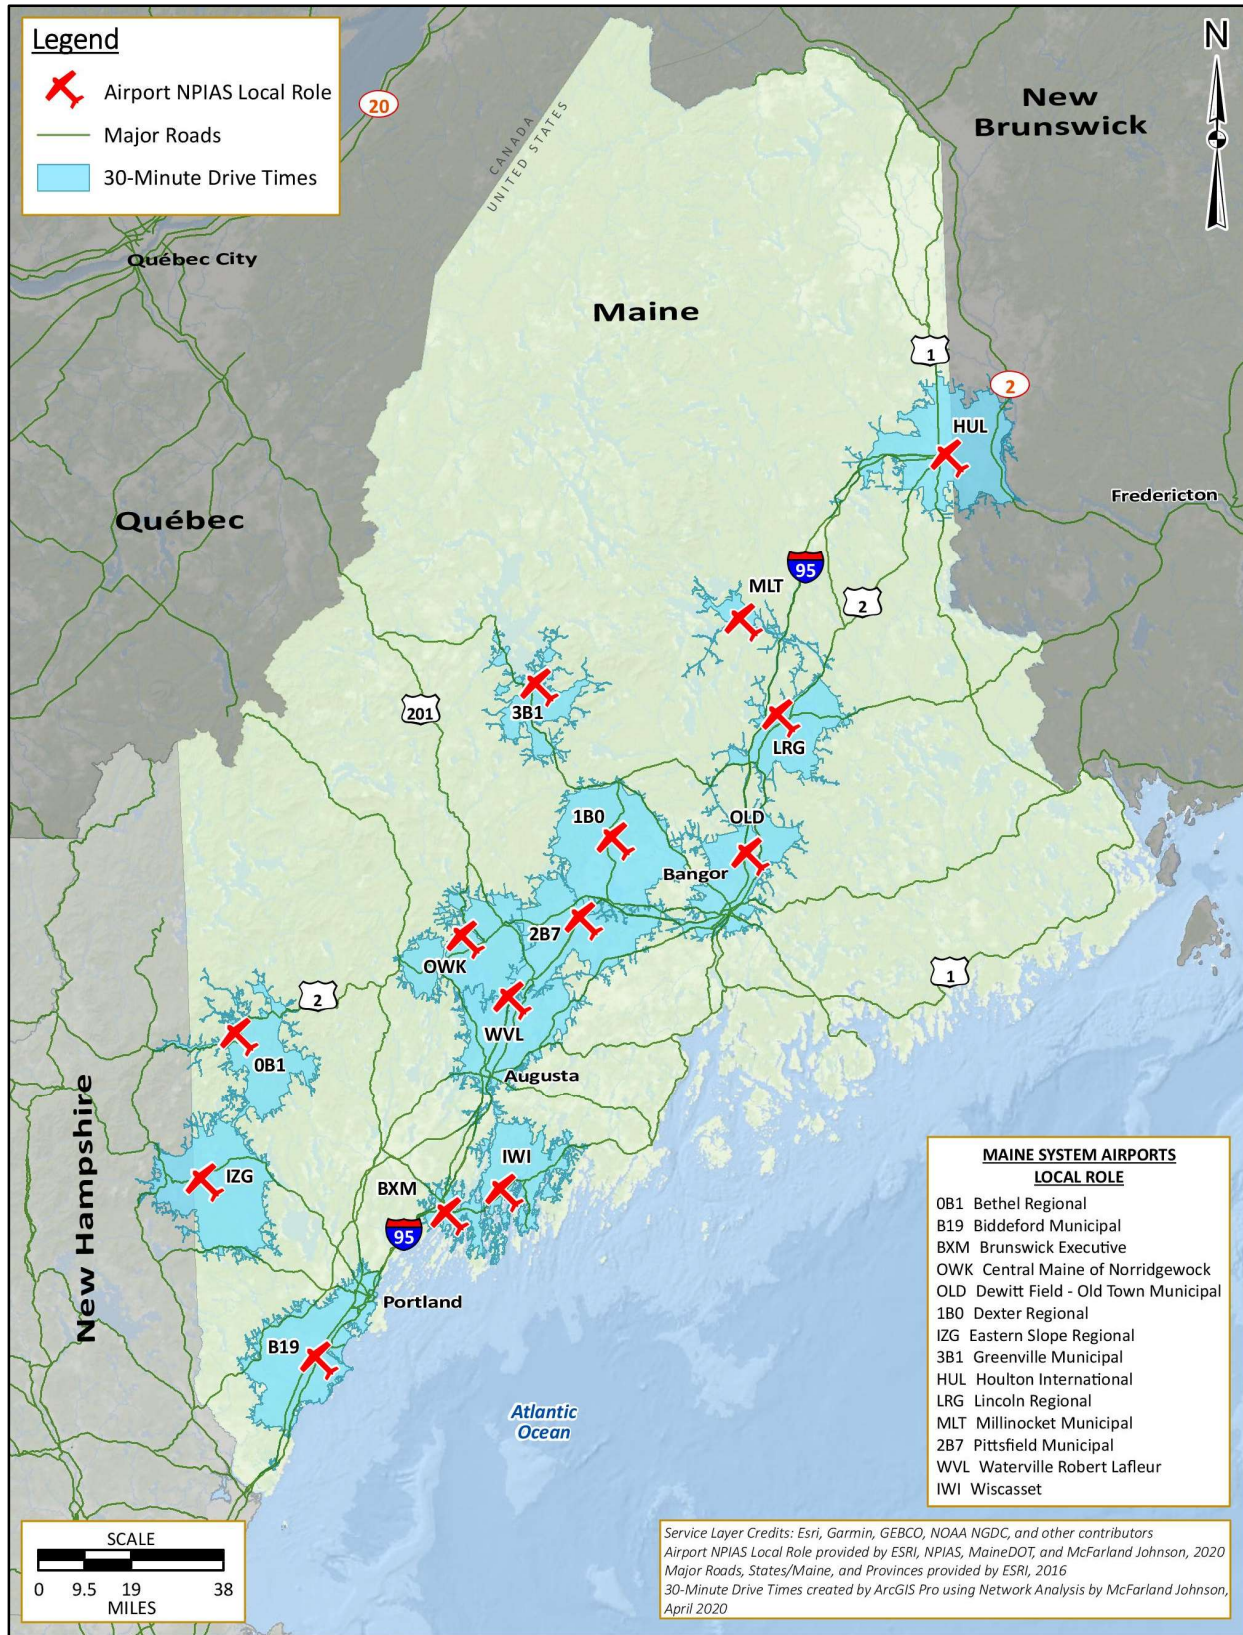 Legend
Airport NPIAS Local Role
Major Roads
30-Minute Drive Times
N
20
CANADA
UNITED STATES
New
Brunswick
Québec City
Maine
1
2
HUL
Fredericton
Québec
95
MLT
2
3B1
201
LRG
1B0
OLD
Bangor
2B7
OWK
1
2
WVL
0B1
Augusta
New Hampshire
IWI
IZG
BXM
95
Portland
B19
Atlantic
Ocean
MAINE SYSTEM AIRPORTS
LOCAL ROLE
0B1 Bethel Regional
B19 Biddeford Municipal
BXM Brunswick Executive
OWK Central Maine of Norridgewock
OLD Dewitt Field - Old Town Municipal
1B0 Dexter Regional
IZG Eastern Slope Regional
3B1 Greenville Municipal
HUL Houlton International
LRG Lincoln Regional
MLT Millinocket Municipal
2B7 Pittsfield Municipal
WVL Waterville Robert Lafleur
IWI Wiscasset
SCALE
0 9.5 19 38
MILES
Service Layer Credits: Esri, Garmin, GEBCO, NOAA NGDC, and other contributors
Airport NPIAS Local Role provided by ESRI, NPIAS, MaineDOT, and McFarland Johnson, 2020
Major Roads, States/Maine, and Provinces provided by ESRI, 2016
30-Minute Drive Times created by ArcGIS Pro using Network Analysis by McFarland Johnson,
April 2020